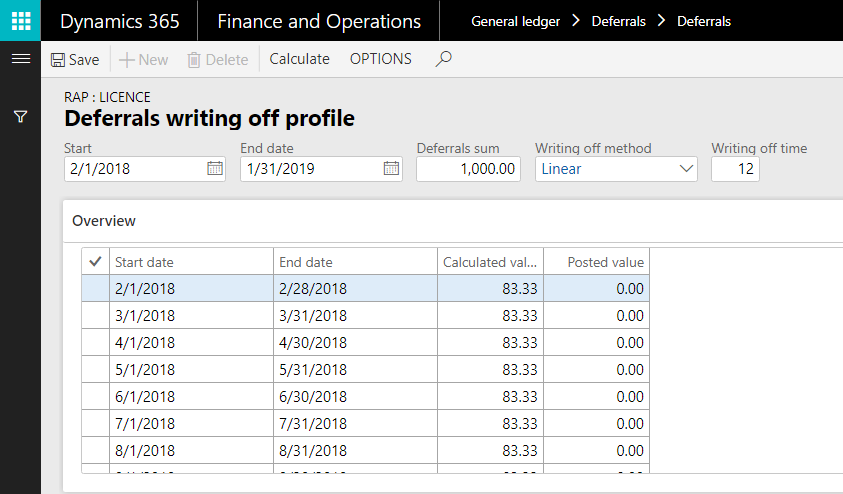 Dynamics 365 Finance and Operations General ledger > Deferrals > Deferrals
Save New Delete Calculate OPTIONS
RAP : LICENCE
Deferrals writing off profile
Start End date Deferrals sum Writing off method Writing off time
2/1/2018 1/31/2019 1,000.00 Linear 12
Overview
Start date End date Calculated val... Posted value
2/1/2018 2/28/2018 83.33 0.00
3/1/2018 3/31/2018 83.33 0.00
4/1/2018 4/30/2018 83.33 0.00
5/1/2018 5/31/2018 83.33 0.00
6/1/2018 6/30/2018 83.33 0.00
7/1/2018 7/31/2018 83.33 0.00
8/1/2018 8/31/2018 83.33 0.00